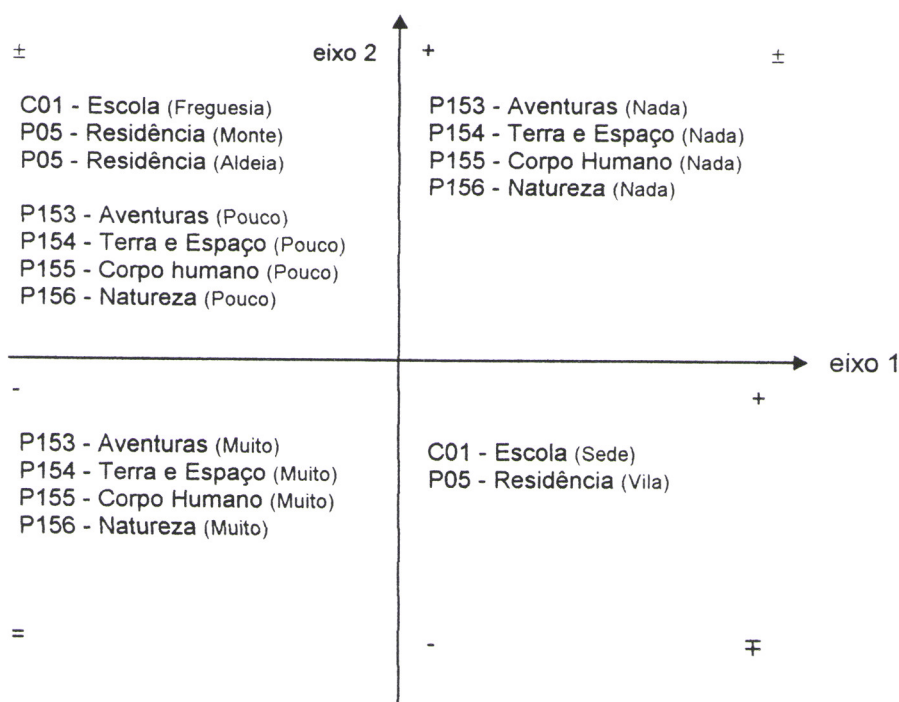 ±
eixo 2
+
±
C01 - Escola (Freguesia)
P05 - Residência (Monte)
P05 - Residência (Aldeia)
P153 - Aventuras (Pouco)
P154 - Terra e Espaço (Pouco)
P155 - Corpo humano (Pouco)
P156 - Natureza (Pouco)
P153 - Aventuras (Nada)
P154 - Terra e Espaço (Nada)
P155 - Corpo Humano (Nada)
P156 - Natureza (Nada)
eixo 1
-
+
P153 - Aventuras (Muito)
P154 - Terra e Espaço (Muito)
P155 - Corpo Humano (Muito)
P156 - Natureza (Muito)
C01 - Escola (Sede)
P05 - Residência (Vila)
=
-
∓